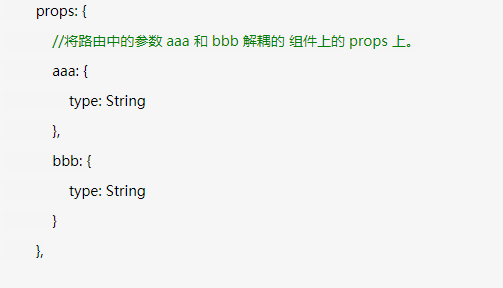 props: {
//将路由中的参数 aaa 和 bbb 解耦的 组件上的 props 上。
aaa: {
type: String
},
bbb: {
type: String
}
},